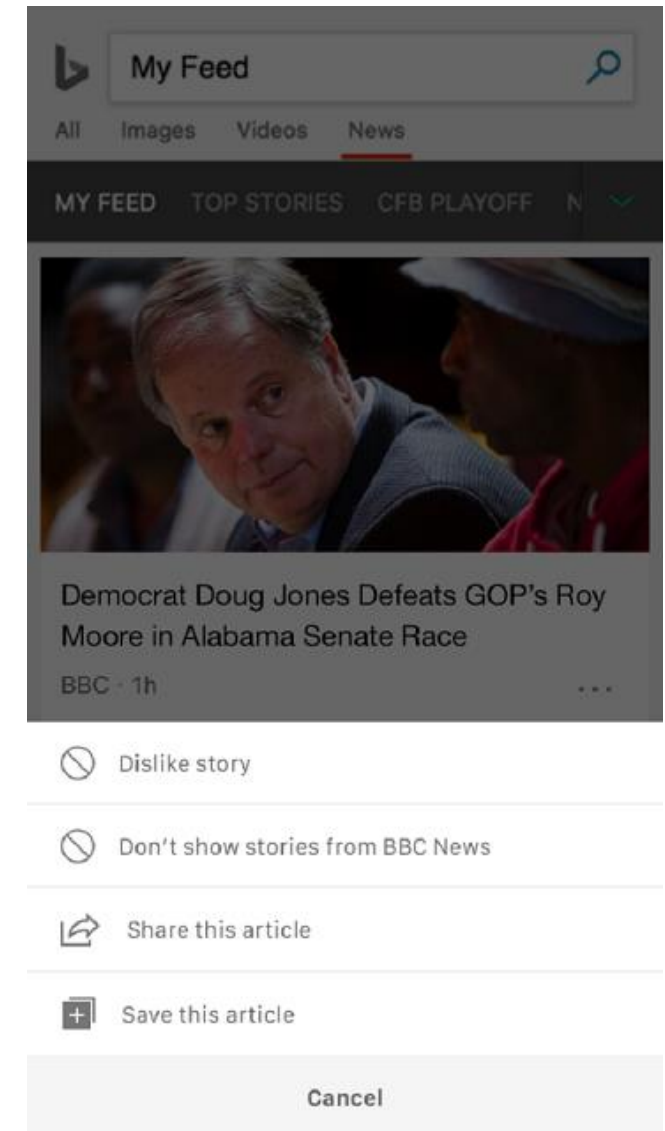 My Feed
All Images Videos News
MY FEED TOP STORIES CFB PLAYOFF N
Democrat Doug Jones Defeats GOP's Roy
Moore in Alabama Senate Race
BBC · 1h
Dislike story
Don't show stories from BBC News
Share this article
Save this article
Cancel